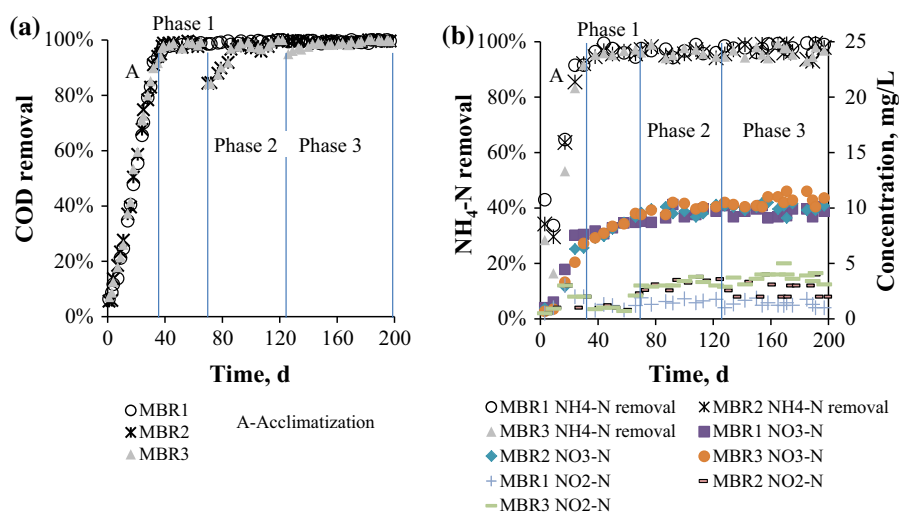 (a)
Phase 1
100%
A
80%
60%
Phase 2
Phase 3
40%
20%
0%
COD removal
0
40
80
120
160
200
Time, d
MBR1
MBR2
MBR3
A-Acclimatization
(b)
Phase 1
100%
A
80%
60%
Phase 2
Phase 3
40%
20%
0%
NH4-N removal
25
20
15
10
5
0
Concentration, mg/L
0
40
80
120
160
200
Time, d
MBR1 NH4-N removal
MBR2 NH4-N removal
MBR3 NH4-N removal
MBR1 NO3-N
MBR2 NO3-N
MBR3 NO3-N
MBR1 NO2-N
MBR2 NO2-N
MBR3 NO2-N